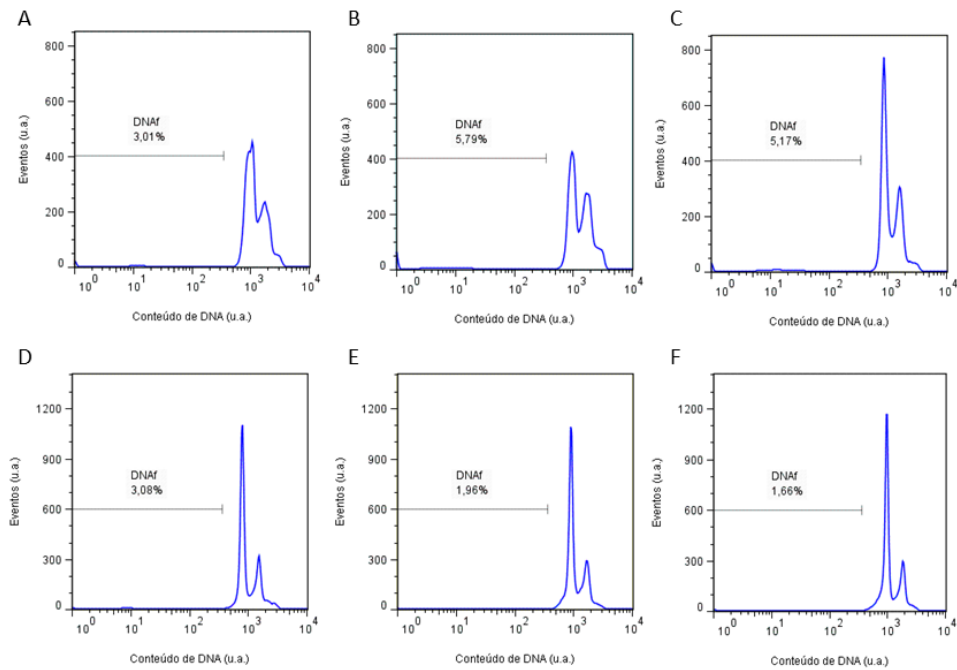 A
Eventos (u.a.)
800
600
400
200
0
DNAf
3,01%
10^0 10^1 10^2 10^3 10^4
Conteúdo de DNA (u.a.)
B
Eventos (u.a.)
800
600
400
200
0
DNAf
5,79%
10^0 10^1 10^2 10^3 10^4
Conteúdo de DNA (u.a.)
C
Eventos (u.a.)
800
600
400
200
0
DNAf
5,17%
10^0 10^1 10^2 10^3 10^4
Conteúdo de DNA (u.a.)
D
Eventos (u.a.)
1200
900
600
300
0
DNAf
3,08%
10^0 10^1 10^2 10^3 10^4
Conteúdo de DNA (u.a.)
E
Eventos (u.a.)
1200
900
600
300
0
DNAf
1,96%
10^0 10^1 10^2 10^3 10^4
Conteúdo de DNA (u.a.)
F
Eventos (u.a.)
1200
900
600
300
0
DNAf
1,66%
10^0 10^1 10^2 10^3 10^4
Conteúdo de DNA (u.a.)